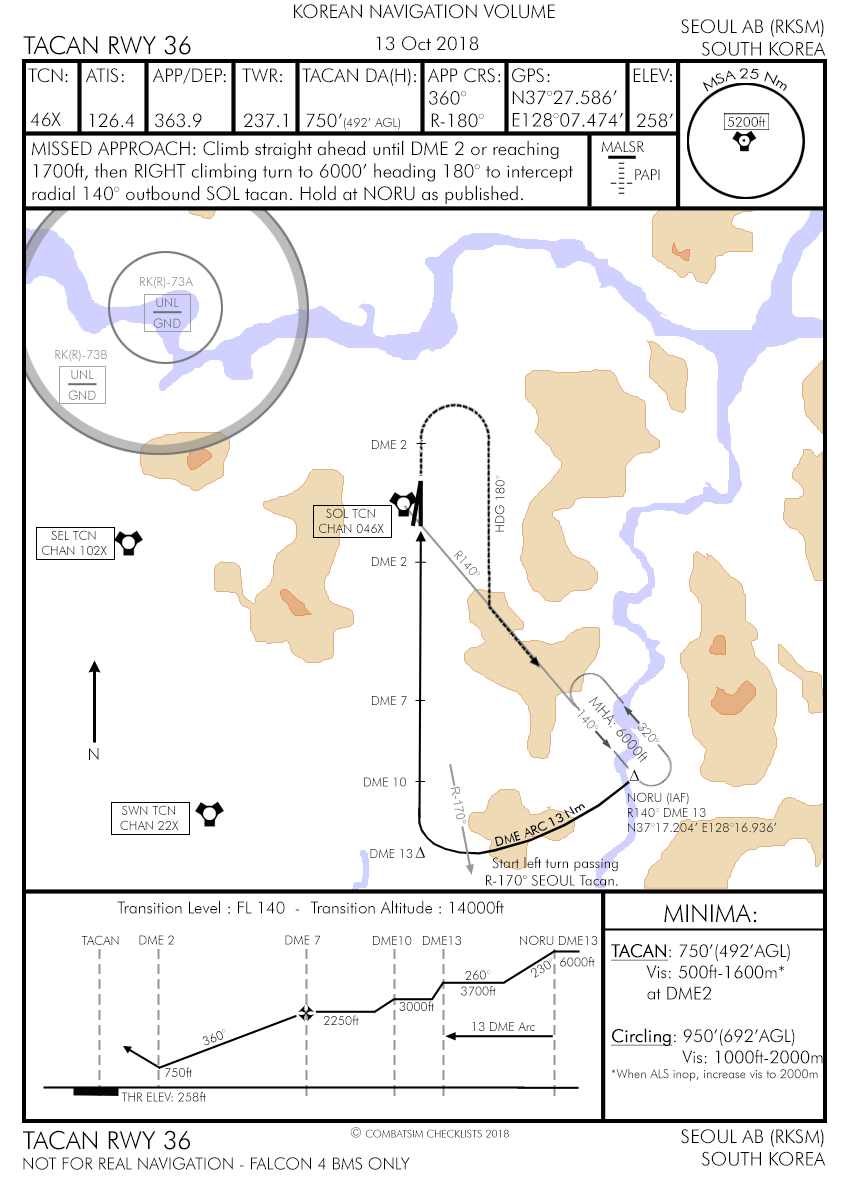 KOREAN NAVIGATION VOLUME
TACAN RWY 36
13 Oct 2018
SEOUL AB (RKSM)
SOUTH KOREA
TCN:
46X
ATIS:
126.4
APP/DEP:
363.9
TWR:
237.1
TACAN DA(H):
750'(492' AGL)
APP CRS:
360°
R-180°
GPS:
N37°27.586'
E128°07.474'
ELEV:
258'
MSA 25 Nm
5200ft
MISSED APPROACH: Climb straight ahead until DME 2 or reaching
1700ft, then RIGHT climbing turn to 6000' heading 180° to intercept
radial 140° outbound SOL tacan. Hold at NORU as published.
MALSR
PAPI
RK(R)-73A
UNL
GND
RK(R)-73B
UNL
GND
DME 2
SOL TCN
CHAN 046X
HDG 180°
SEL TCN
CHAN 102X
DME 2
R140°
N
DME 7
MHA: 6000ft
140°
320°
DME 10
NORU (IAF)
R140° DME 13
N37°17.204' E128°16.936'
SWN TCN
CHAN 22X
R-170°
DME ARC 13 Nm
DME 13
Start left turn passing
R-170° SEOUL Tacan.
Transition Level : FL 140 - Transition Altitude : 14000ft
TACAN
DME 2
DME 7
DME10
DME13
NORU DME13
6000ft
230°
260°
3700ft
3000ft
2250ft
13 DME Arc
360°
750ft
THR ELEV: 258ft
MINIMA:
TACAN: 750'(492'AGL)
Vis: 500ft-1600m*
at DME2
Circling: 950'(692'AGL)
Vis: 1000ft-2000m
*When ALS inop, increase vis to 2000m
TACAN RWY 36
NOT FOR REAL NAVIGATION - FALCON 4 BMS ONLY
© COMBATSIM CHECKLISTS 2018
SEOUL AB (RKSM)
SOUTH KOREA